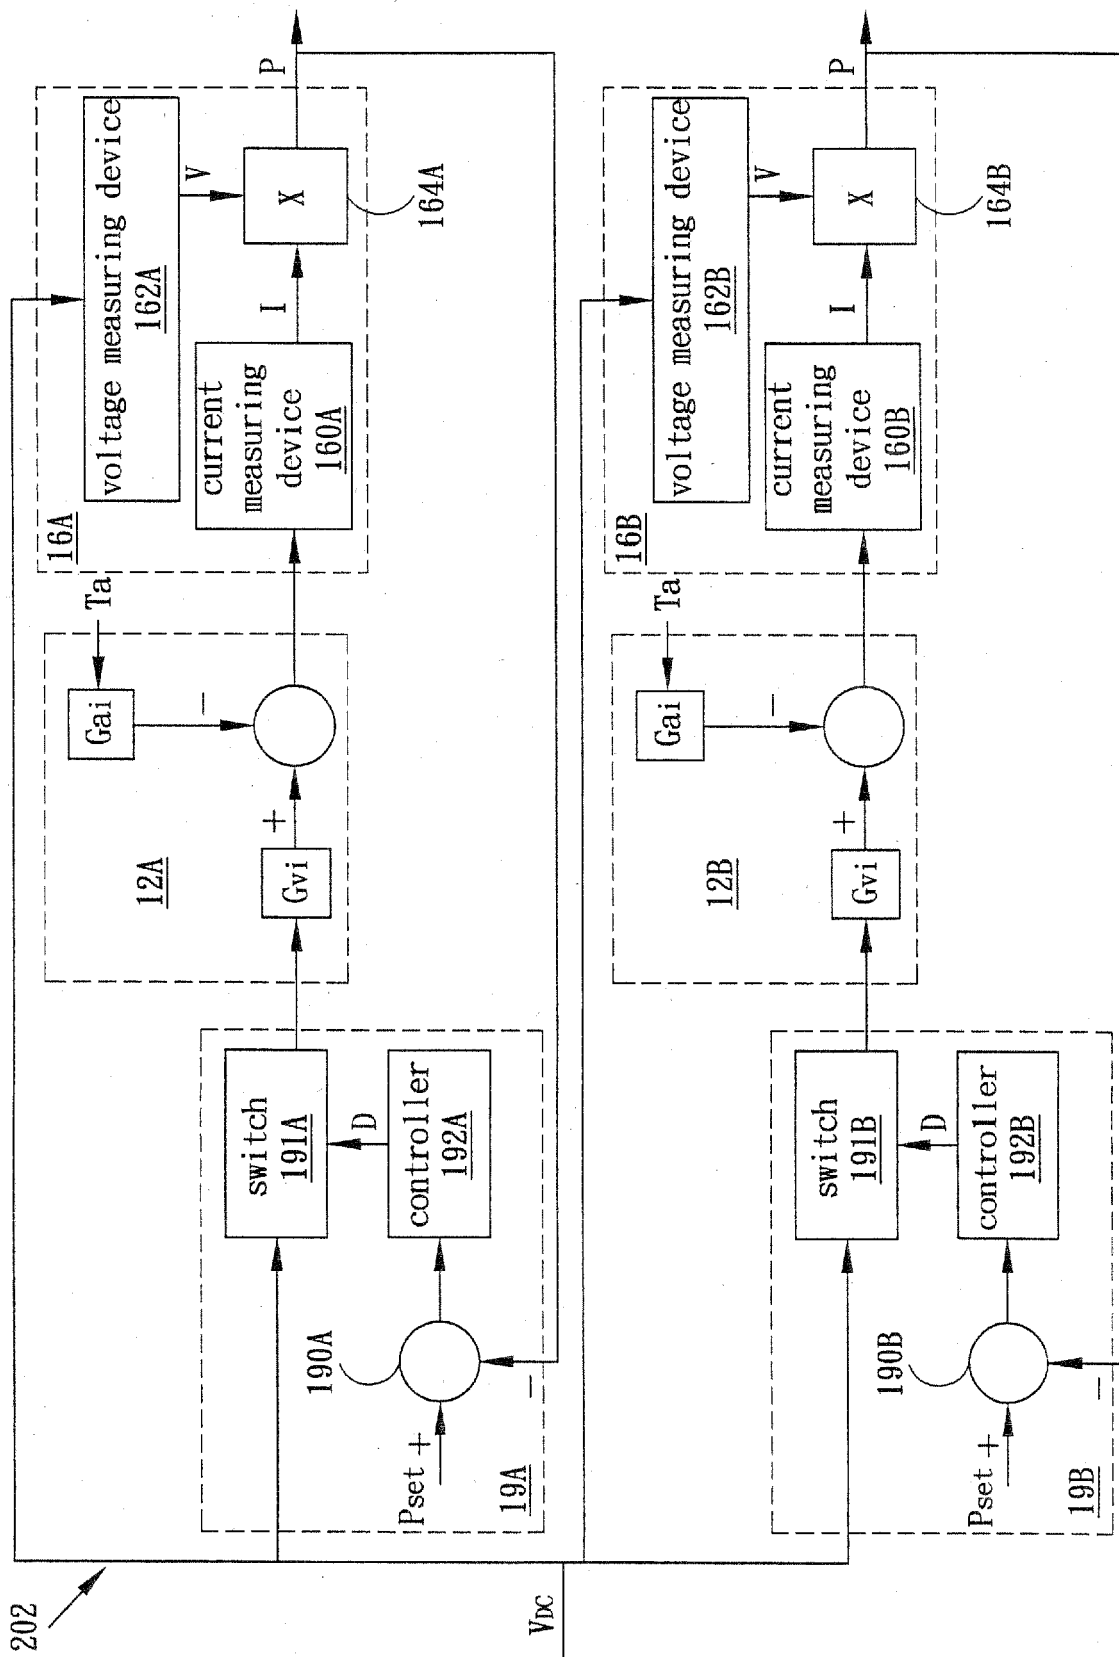 202
VDC
19A
Pset +
-
190A
controller
192A
D
switch
191A
12A
Gvi
+
Gai
-
Ta
16A
voltage measuring device
162A
current
measuring
device
160A
V
I
X
164A
P
19B
Pset +
-
190B
controller
192B
D
switch
191B
12B
Gvi
+
Gai
-
Ta
16B
voltage measuring device
162B
current
measuring
device
160B
V
I
X
164B
P